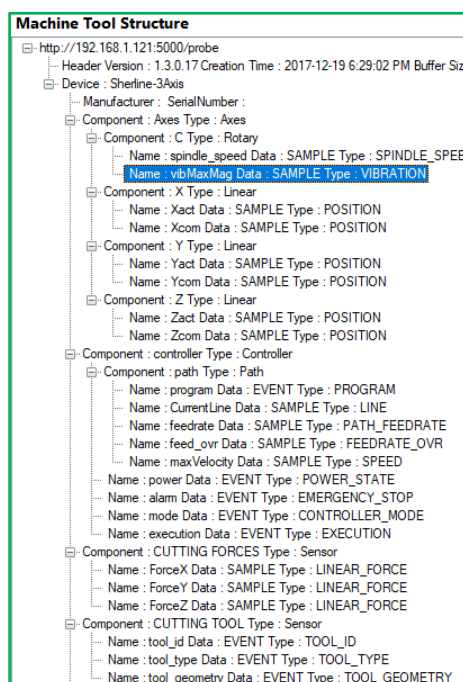 Machine Tool Structure
http://192.168.1.121:5000/probe
Header Version : 1.3.0.17 Creation Time : 2017-12-19 6:29:02 PM Buffer Siz
Device : Sherline-3Axis
Manufacturer : SerialNumber :
Component : Axes Type : Axes
Component : C Type : Rotary
Name : spindle_speed Data : SAMPLE Type : SPINDLE_SPEE
Name : vibMaxMag Data : SAMPLE Type : VIBRATION
Component : X Type : Linear
Name : Xact Data : SAMPLE Type : POSITION
Name : Xcom Data : SAMPLE Type : POSITION
Component : Y Type : Linear
Name : Yact Data : SAMPLE Type : POSITION
Name : Ycom Data : SAMPLE Type : POSITION
Component : Z Type : Linear
Name : Zact Data : SAMPLE Type : POSITION
Name : Zcom Data : SAMPLE Type : POSITION
Component : controller Type : Controller
Component : path Type : Path
Name : program Data : EVENT Type : PROGRAM
Name : CurrentLine Data : SAMPLE Type : LINE
Name : feedrate Data : SAMPLE Type : PATH_FEEDRATE
Name : feed_ovr Data : SAMPLE Type : FEEDRATE_OVR
Name : maxVelocity Data : SAMPLE Type : SPEED
Name : power Data : EVENT Type : POWER_STATE
Name : alarm Data : EVENT Type : EMERGENCY_STOP
Name : mode Data : EVENT Type : CONTROLLER_MODE
Name : execution Data : EVENT Type : EXECUTION
Component : CUTTING FORCES Type : Sensor
Name : ForceX Data : SAMPLE Type : LINEAR_FORCE
Name : ForceY Data : SAMPLE Type : LINEAR_FORCE
Name : ForceZ Data : SAMPLE Type : LINEAR_FORCE
Component : CUTTING TOOL Type : Sensor
Name : tool_id Data : EVENT Type : TOOL_ID
Name : tool_type Data : EVENT Type : TOOL_TYPE
Name : tool_geometry Data : EVENT Type : TOOL_GEOMETRY